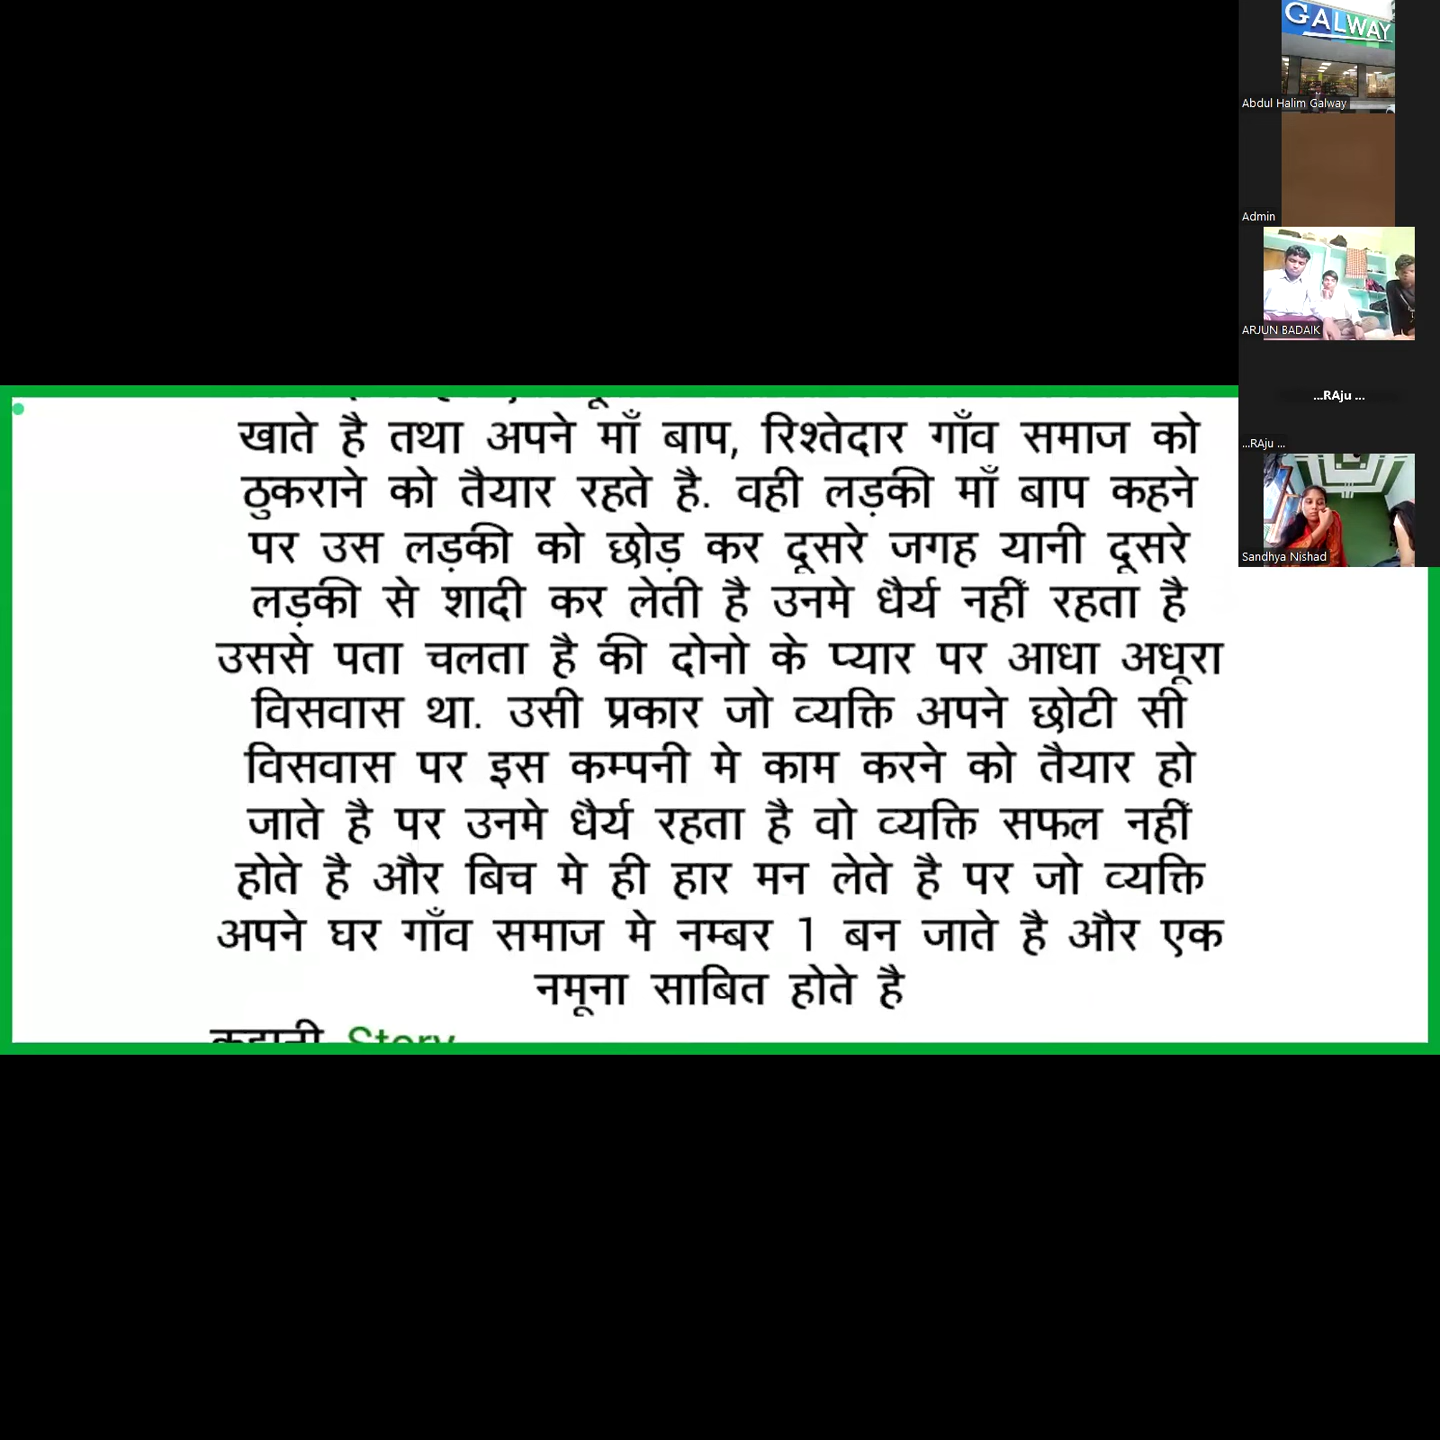 खाते है तथा अपने माँ बाप, रिश्तेदार गाँव समाज को
ठुकराने को तैयार रहते है. वही लड़की माँ बाप कहने
पर उस लड़की को छोड़ कर दूसरे जगह यानी दूसरे
लड़की से शादी कर लेती है उनमे धैर्य नहीं रहता है
उससे पता चलता है की दोनो के प्यार पर आधा अधूरा
विसवास था. उसी प्रकार जो व्यक्ति अपने छोटी सी
विसवास पर इस कम्पनी मे काम करने को तैयार हो
जाते है पर उनमे धैर्य रहता है वो व्यक्ति सफल नहीं
होते है और बिच मे ही हार मन लेते है पर जो व्यक्ति
अपने घर गाँव समाज मे नम्बर 1 बन जाते है और एक
नमूना साबित होते है
कहानी Story
GALWAY
Abdul Halim Galway
Admin
ARJUN BADAIK
...RAju ...
...RAju ...
Sandhya Nishad